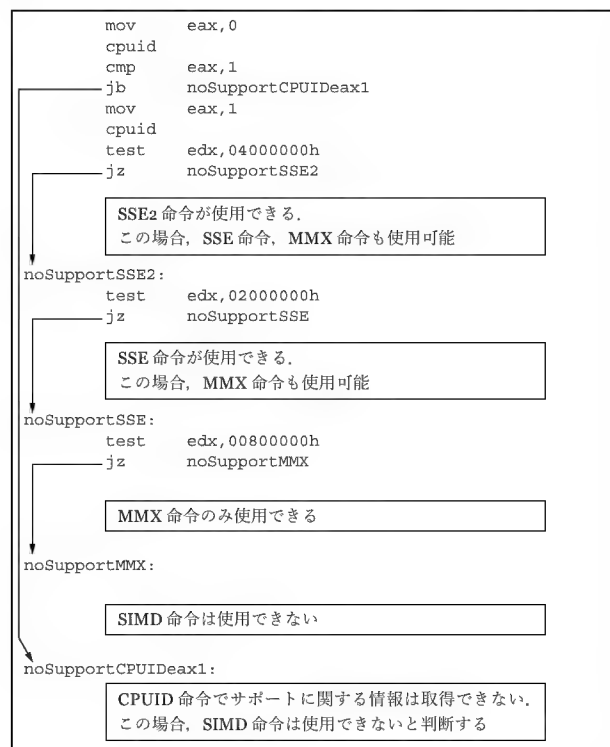 mov eax,0
cpuid
cmp eax,1
jb noSupportCPUIDeax1
mov eax,1
cpuid
test edx,04000000h
jz noSupportSSE2
SSE2 命令が使用できる.
この場合, SSE 命令, MMX 命令も使用可能
noSupportSSE2:
test edx,02000000h
jz noSupportSSE
SSE 命令が使用できる.
この場合, MMX 命令も使用可能
noSupportSSE:
test edx,00800000h
jz noSupportMMX
MMX 命令のみ使用できる
noSupportMMX:
SIMD 命令は使用できない
noSupportCPUIDeax1:
CPUID 命令でサポートに関する情報は取得できない.
この場合, SIMD 命令は使用できないと判断する